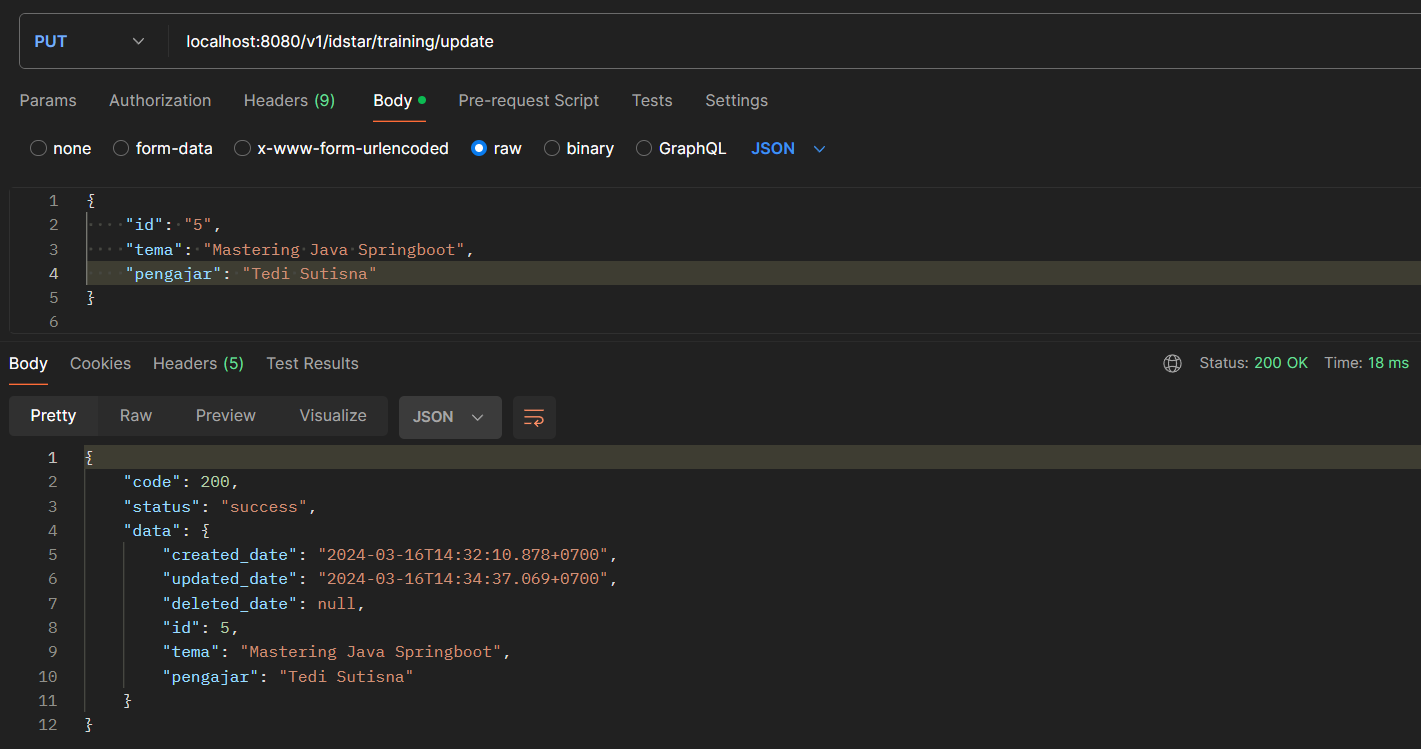 PUT localhost:8080/v1/idstar/training/update
Params Authorization Headers (9) Body Pre-request Script Tests Settings
none form-data x-www-form-urlencoded raw binary GraphQL JSON
1 {
2 "id": "5",
3 "tema": "Mastering Java Springboot",
4 "pengajar": "Tedi Sutisna"
5 }
6
Body Cookies Headers (5) Test Results Status: 200 OK Time: 18 ms
Pretty Raw Preview Visualize JSON
1 {
2 "code": 200,
3 "status": "success",
4 "data": {
5 "created_date": "2024-03-16T14:32:10.878+0700",
6 "updated_date": "2024-03-16T14:34:37.069+0700",
7 "deleted_date": null,
8 "id": 5,
9 "tema": "Mastering Java Springboot",
10 "pengajar": "Tedi Sutisna"
11 }
12 }